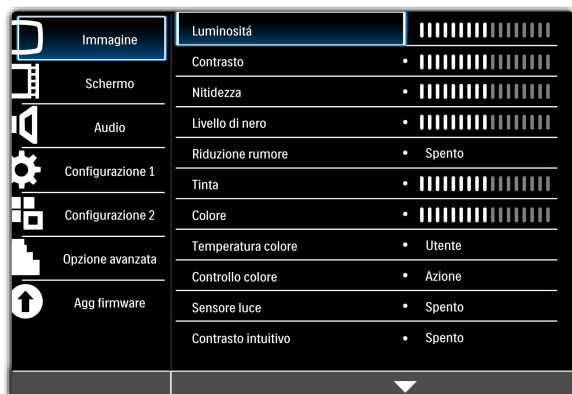 Immagine
Schermo
Audio
Configurazione 1
Configurazione 2
Opzione avanzata
Agg firmware
Luminositá
Contrasto •
Nitidezza •
Livello di nero •
Riduzione rumore • Spento
Tinta •
Colore •
Temperatura colore • Utente
Controllo colore • Azione
Sensore luce • Spento
Contrasto intuitivo • Spento